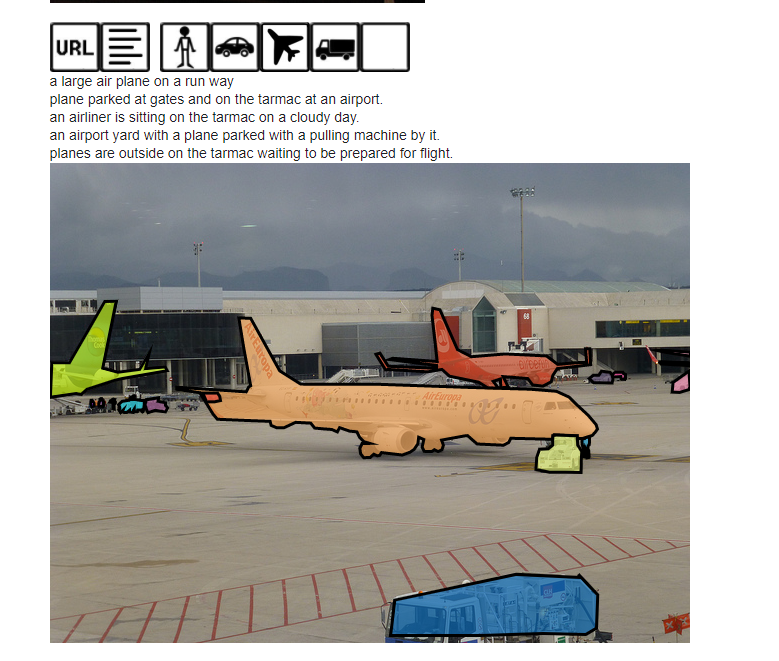 URL
a large air plane on a run way
plane parked at gates and on the tarmac at an airport.
an airliner is sitting on the tarmac on a cloudy day.
an airport yard with a plane parked with a pulling machine by it.
planes are outside on the tarmac waiting to be prepared for flight.
68
AirEuropa
AirEuropa